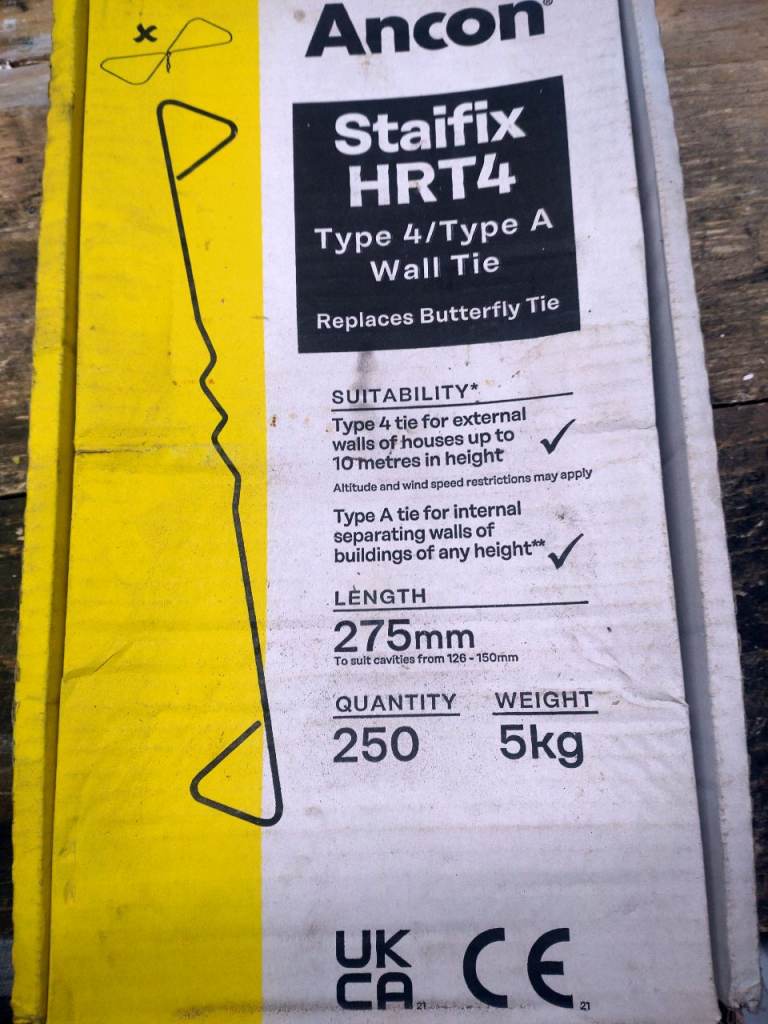 x
Ancon®
Staifix
HRT4
Type 4/Type A
Wall Tie
Replaces Butterfly Tie
SUITABILITY*
Type 4 tie for external
walls of houses up to
10 metres in height
Altitude and wind speed restrictions may apply
Type A tie for internal
separating walls of
buildings of any height**
LENGTH
275mm
To suit cavities from 126 - 150mm
QUANTITY WEIGHT
250 5kg
UK
CA 21 CE 21